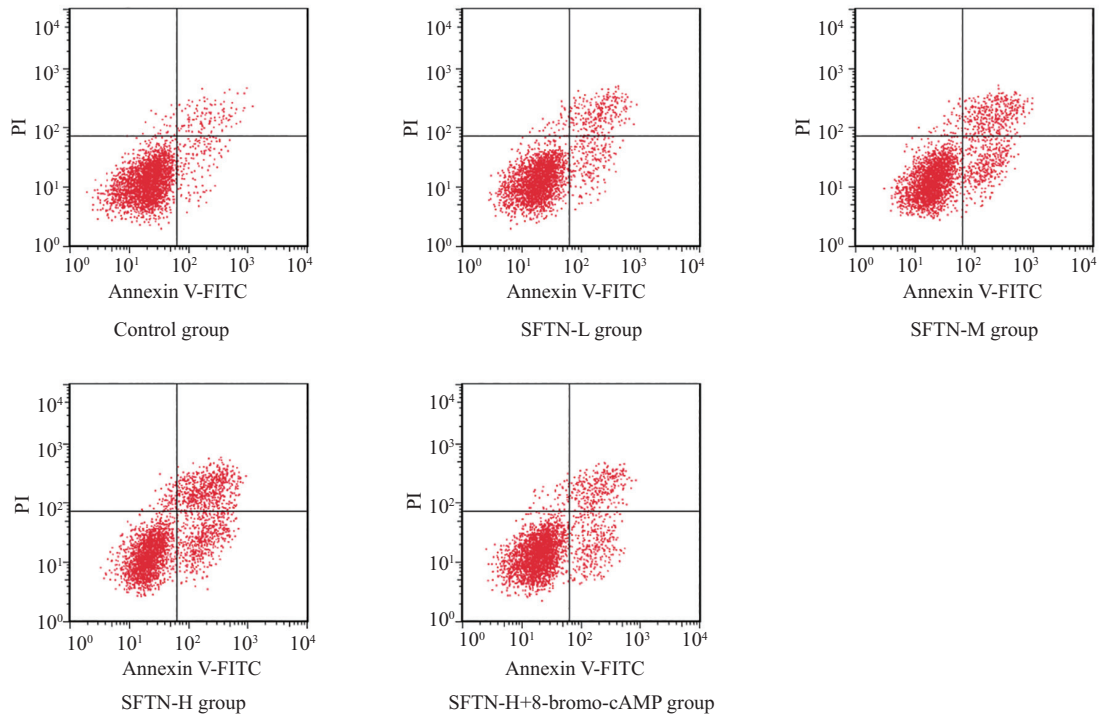 10⁴
10³
PI
10²
10¹
10⁰
10⁰ 10¹ 10² 10³ 10⁴
Annexin V-FITC
Control group
10⁴
10³
PI
10²
10¹
10⁰
10⁰ 10¹ 10² 10³ 10⁴
Annexin V-FITC
SFTN-L group
10⁴
10³
PI
10²
10¹
10⁰
10⁰ 10¹ 10² 10³ 10⁴
Annexin V-FITC
SFTN-M group
10⁴
10³
PI
10²
10¹
10⁰
10⁰ 10¹ 10² 10³ 10⁴
Annexin V-FITC
SFTN-H group
10⁴
10³
PI
10²
10¹
10⁰
10⁰ 10¹ 10² 10³ 10⁴
Annexin V-FITC
SFTN-H+8-bromo-cAMP group